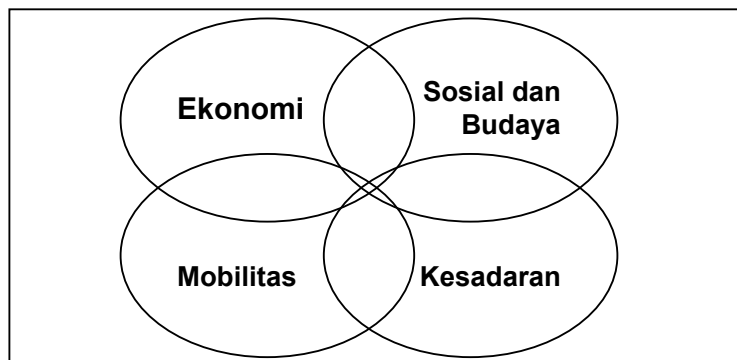 Ekonomi
Sosial dan
Budaya
Mobilitas
Kesadaran